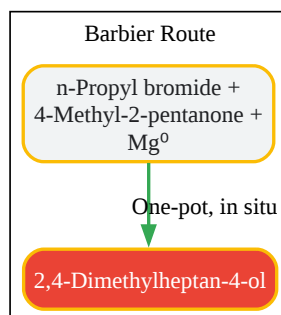 Barbier Route
n-Propyl bromide +
4-Methyl-2-pentanone +
Mg⁰
One-pot, in situ
2,4-Dimethylheptan-4-ol